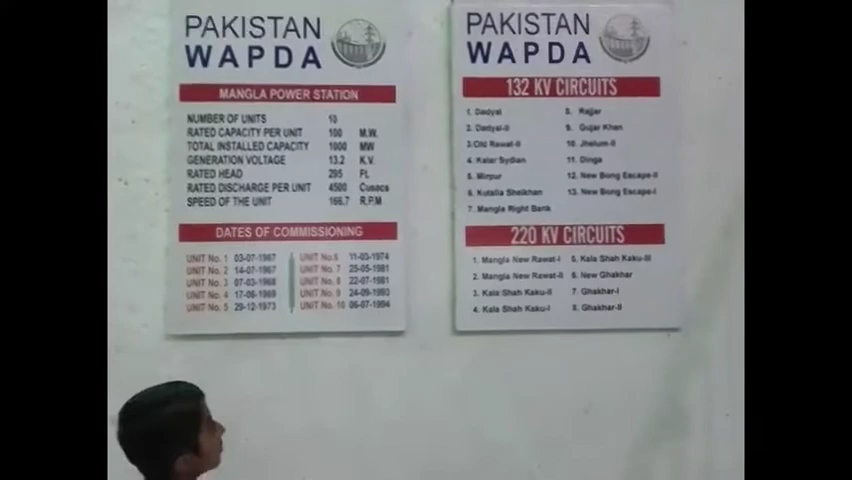 PAKISTAN
WAPDA
MANGLA POWER STATION
NUMBER OF UNITS 10
RATED CAPACITY PER UNIT 100 M.W.
TOTAL INSTALLED CAPACITY 1000 MW
GENERATION VOLTAGE 13.2 K.V.
RATED HEAD 295 Ft.
RATED DISCHARGE PER UNIT 4500 Cusecs
SPEED OF THE UNIT 166.7 R.P.M
DATES OF COMMISSIONING
UNIT No. 1 03-07-1967
UNIT No. 2 14-07-1967
UNIT No. 3 07-03-1968
UNIT No. 4 17-06-1969
UNIT No. 5 29-12-1973
UNIT No. 6 11-03-1974
UNIT No. 7 25-05-1981
UNIT No. 8 22-07-1981
UNIT No. 9 24-09-1993
UNIT No. 10 06-07-1994
PAKISTAN
WAPDA
132 KV CIRCUITS
1. Dadyal
2. Dadyal-II
3.Old Rawat-II
4. Kalar Sydian
5. Mirpur
6. Kutalla Sheikhan
7. Mangla Right Bank
8. Rajjar
9. Gujar Khan
10. Jhelum-II
11. Dinga
12. New Bong Escape-II
13. New Bong Escape-I
220 KV CIRCUITS
1. Mangla New Rawat-I
2. Mangla New Rawat-II
3. Kala Shah Kaku-II
4. Kala Shah Kaku-I
5. Kala Shah Kaku-III
6. New Ghakhar
7. Ghakhar-I
8. Ghakhar-II